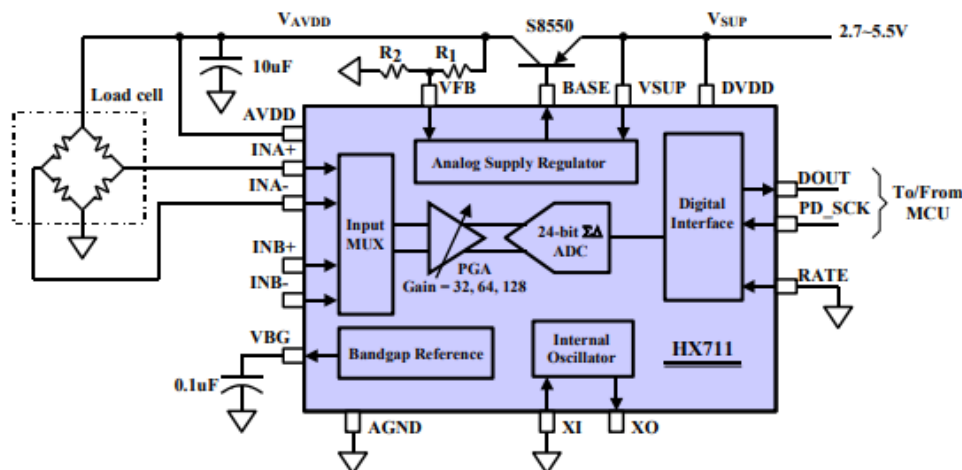 V_AVDD
S8550
V_SUP
2.7~5.5V
R2
R1
10uF
VFB
BASE
VSUP
DVDD
Load cell
AVDD
INA+
INA-
INB+
INB-
Analog Supply Regulator
Input
MUX
PGA
Gain = 32, 64, 128
24-bit ΣΔ
ADC
Digital
Interface
DOUT
PD_SCK
To/From
MCU
RATE
VBG
Bandgap Reference
Internal
Oscillator
HX711
0.1uF
AGND
XI
XO